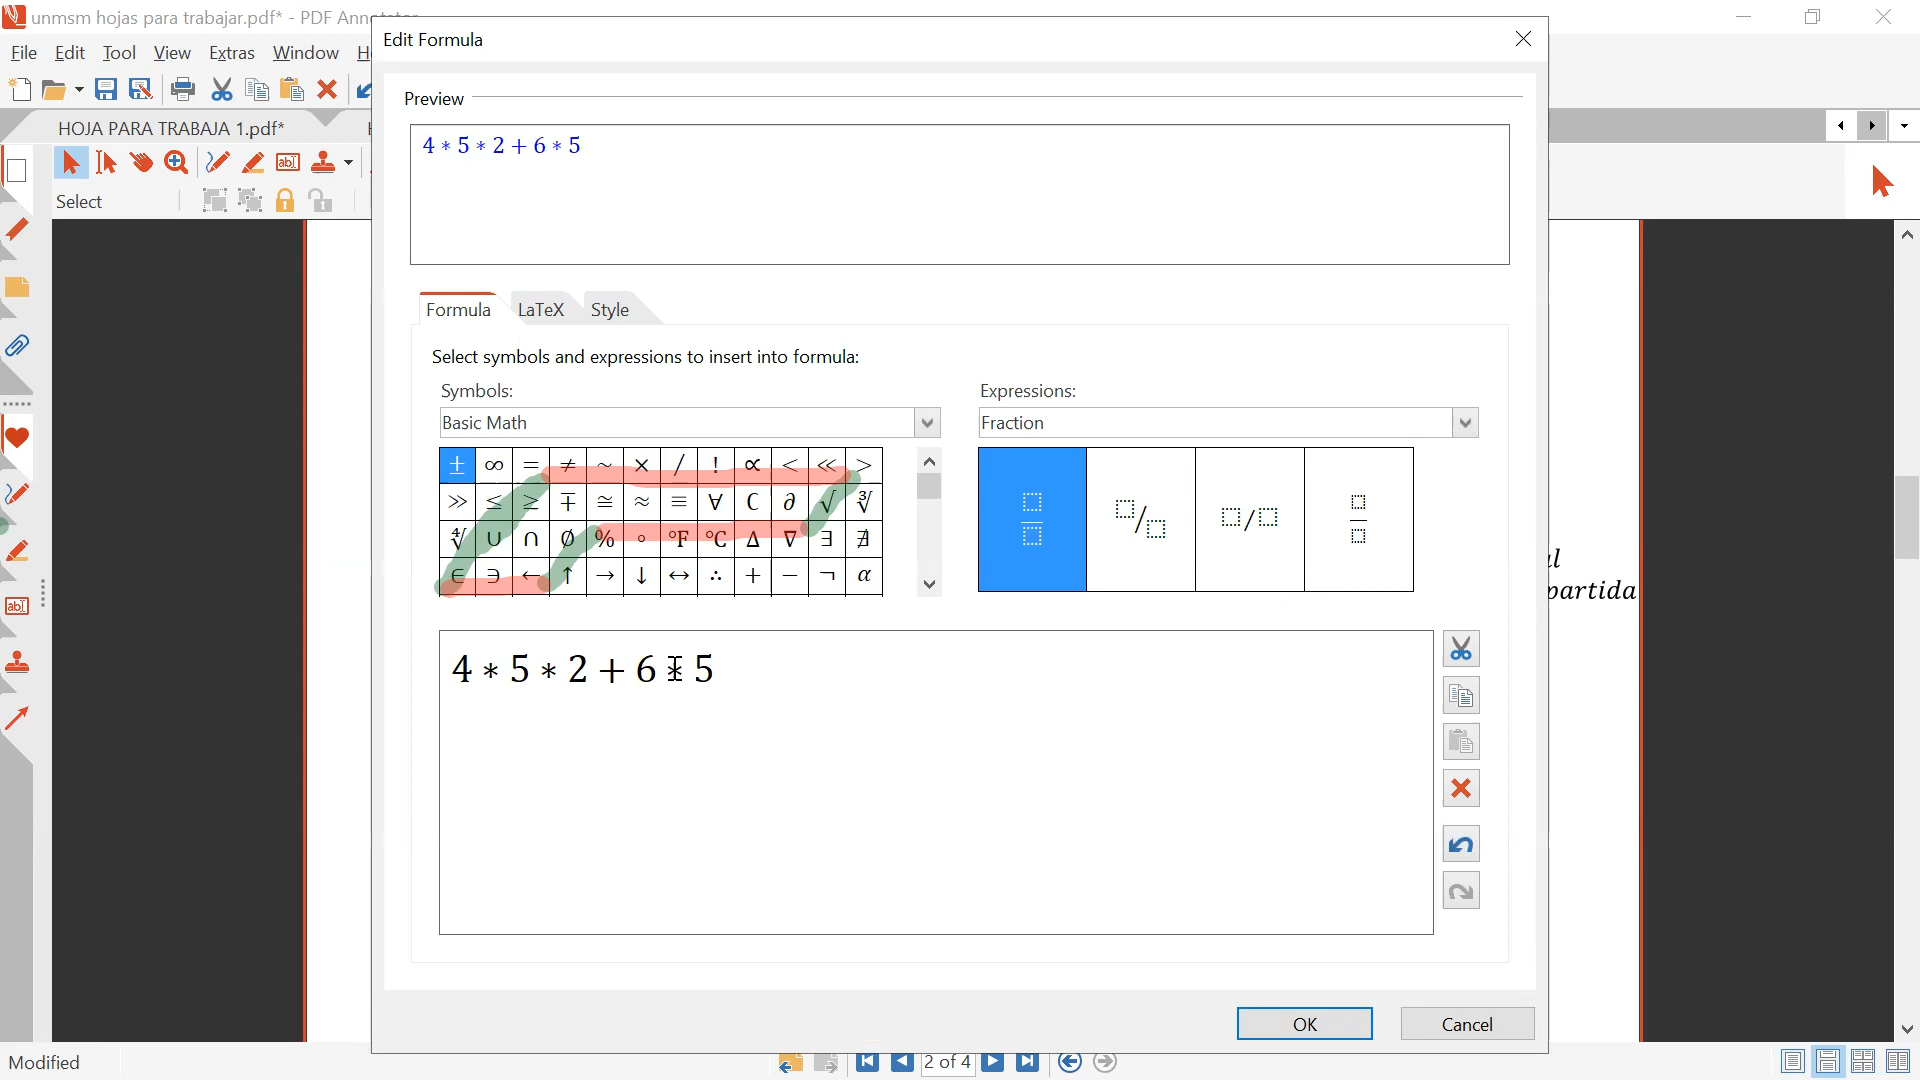 unmsm hojas para trabajar.pdf* - PDF Annotator
File Edit Tool View Extras Window
Edit Formula
HOJA PARA TRABAJA 1.pdf*
Select
Preview
4 * 5 * 2 + 6 * 5
Formula LaTeX Style
Select symbols and expressions to insert into formula:
Symbols: Expressions:
Basic Math Fraction
± ∞ = ≠ ~ × / ! ∝ < ≪ >
≫ ≤ ≥ ∓ ≅ ≈ ≡ ∀ C ∂ √ ∛
∜ ∪ ∩ ∅ % ° °F °C ∆ ∇ ∃ ∄
∈ ∋ ← ↑ → ↓ ↔ ∴ + − ¬ α
partida
4 * 5 * 2 + 6 * 5
OK Cancel
Modified
2 of 4